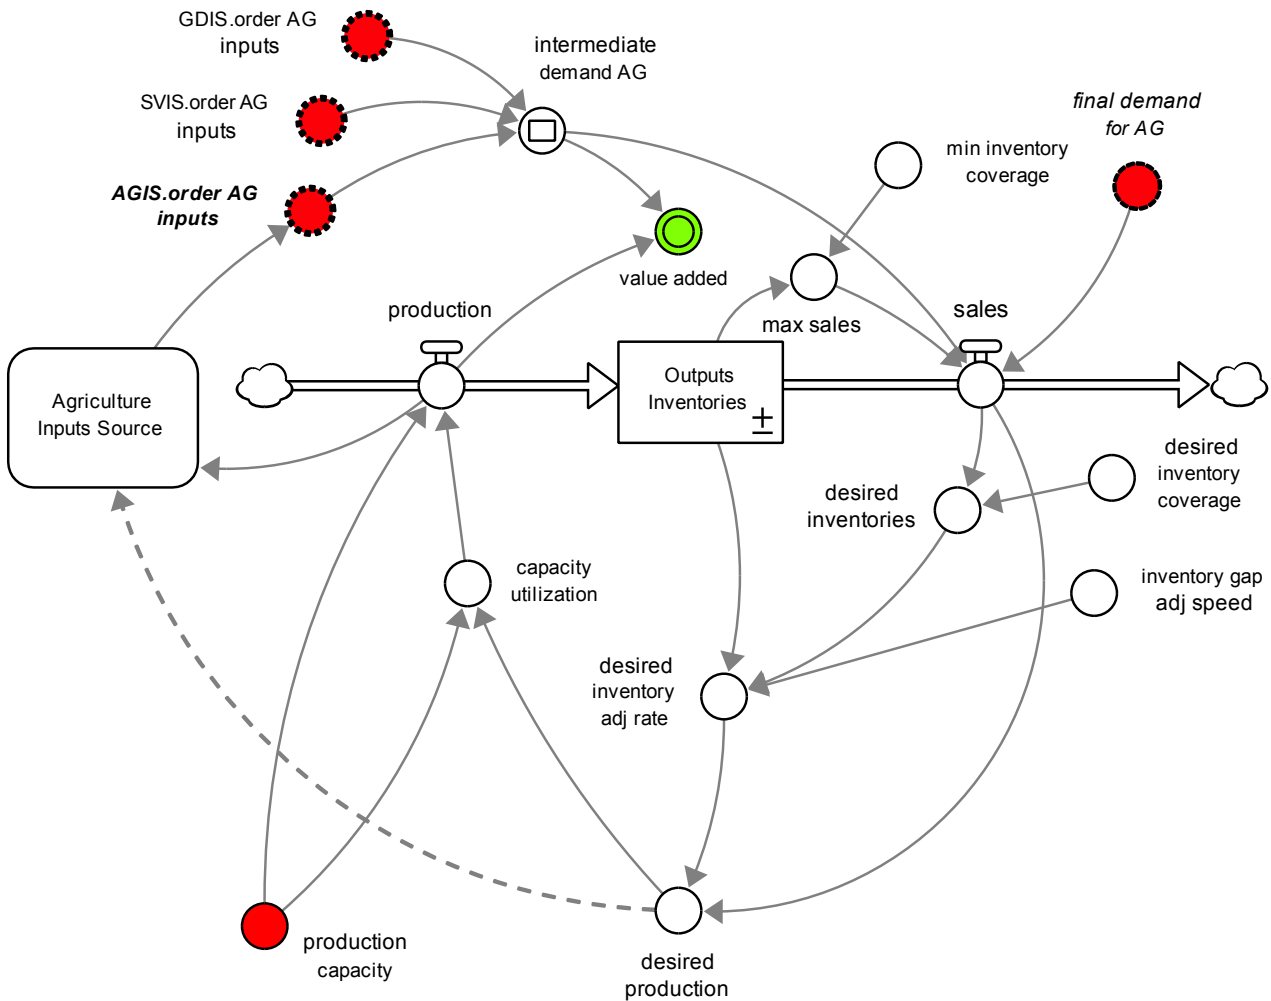 GDIS.order AG
inputs
intermediate
demand AG
SVIS.order AG
inputs
final demand
for AG
min inventory
coverage
AGIS.order AG
inputs
value added
production
max sales
sales
Agriculture
Inputs Source
Outputs
Inventories
±
desired
inventory
coverage
desired
inventories
capacity
utilization
inventory gap
adj speed
desired
inventory
adj rate
production
capacity
desired
production